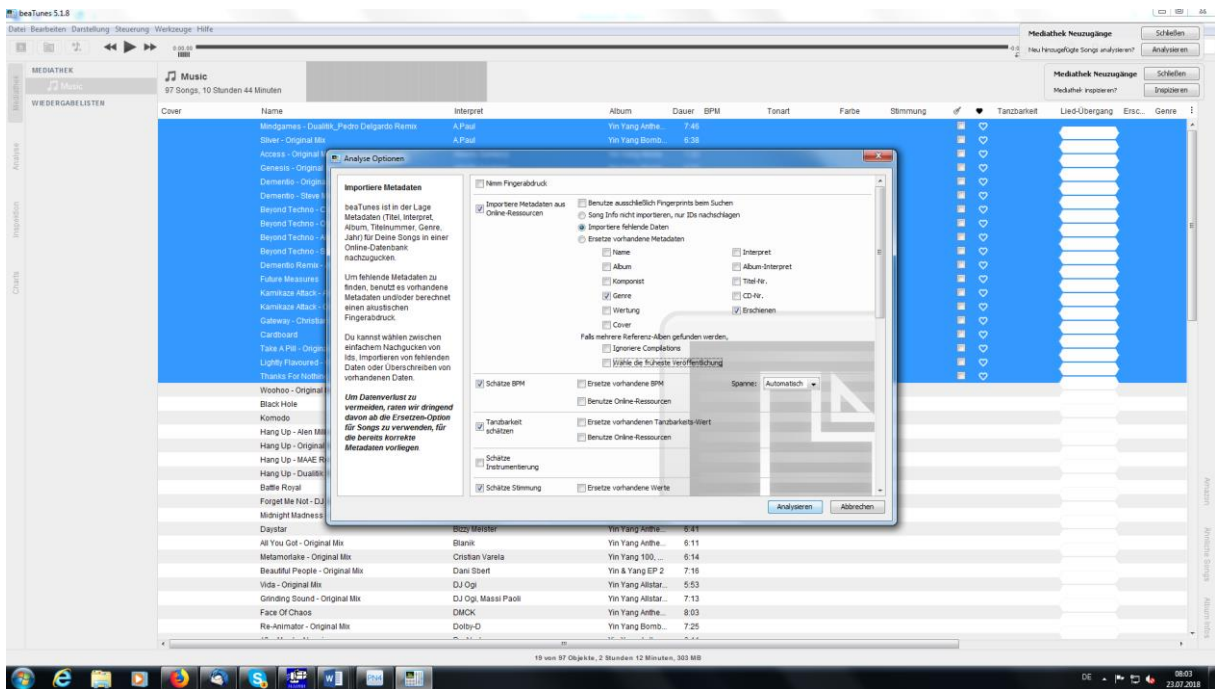 beaTunes 5.1.8
Datei Bearbeiten Darstellung Steuerung Werkzeuge Hilfe
0:00.00
Mediathek Neuzugänge
Schließen
Neu hinzugefügte Songs analysieren?
Analysieren
Mediathek Neuzugänge
Schließen
Mediathek inspizieren?
Inspizieren
Mediathek
Analyse
Inspektion
Charts
MEDIATHEK
Music
WIEDERGABELISTEN
Music
97 Songs, 10 Stunden 44 Minuten
Cover Name Interpret Album Dauer BPM Tonart Farbe Stimmung Tanzbarkeit Lied-Übergang Ersc... Genre
Mindgames - Dualitik_Pedro Delgardo Remix A.Paul Yin Yang Anthe... 7:46
Sliver - Original Mix A.Paul Yin Yang Bomb... 6:38
Access - Original
Genesis - Original
Dementio - Origin
Dementio - Steve
Beyond Techno -
Beyond Techno -
Beyond Techno -
Beyond Techno -
Dementio Remix -
Future Measures
Kamikaze Attack -
Kamikaze Attack -
Gateway - Christian
Cardboard
Take A Pill - Origin
Lightly Flavoured -
Thanks For Nothin
Woohoo - Original
Black Hole
Komodo
Hang Up - Alen Mili
Hang Up - Original
Hang Up - MAAE R
Hang Up - Dualitik
Battle Royal
Forget Me Not - DJ
Midnight Madness
Daystar Bizzy Meister Yin Yang Anthe... 6:41
All You Got - Original Mix Blanik Yin Yang Anthe... 6:11
Metamorlake - Original Mix Cristian Varela Yin Yang 100, ... 6:14
Beautiful People - Original Mix Dani Sbert Yin & Yang EP 2 7:16
Vida - Original Mix DJ Ogi Yin Yang Allstar... 5:53
Grinding Sound - Original Mix DJ Ogi, Massi Paoli Yin Yang Allstar... 7:13
Face Of Chaos DMCK Yin Yang Anthe... 8:03
Re-Animator - Original Mix Dolby-D Yin Yang Bomb... 7:25
Analyse Optionen
Importiere Metadaten
beaTunes ist in der Lage
Metadaten (Titel, Interpret,
Album, Titelnummer, Genre,
Jahr) für Deine Songs in einer
Online-Datenbank
nachzugucken.
Um fehlende Metadaten zu
finden, benutzt es vorhandene
Metadaten und/oder berechnet
einen akustischen
Fingerabdruck.
Du kannst wählen zwischen
einfachem Nachgucken von
Ids, Importieren von fehlenden
Daten oder Überschreiben von
vorhandenen Daten.
Um Datenverlust zu
vermeiden, raten wir dringend
davon ab die Ersetzen-Option
für Songs zu verwenden, für
die bereits korrekte
Metadaten vorliegen.
Nimm Fingerabdruck
Importiere Metadaten aus
Online-Ressourcen
Benutze ausschließlich Fingerprints beim Suchen
Song Info nicht importieren, nur IDs nachschlagen
Importiere fehlende Daten
Ersetze vorhandene Metadaten
Name Interpret
Album Album-Interpret
Komponist Titel-Nr.
Genre CD-Nr.
Wertung Erschienen
Cover
Falls mehrere Referenz-Alben gefunden werden,
Ignoriere Compilations
Wähle die früheste Veröffentlichung
Schätze BPM Ersetze vorhandene BPM Spanne: Automatisch
Benutze Online-Ressourcen
Tanzbarkeit
schätzen
Ersetze vorhandenen Tanzbarkeits-Wert
Benutze Online-Ressourcen
Schätze
Instrumentierung
Schätze Stimmung Ersetze vorhandene Werte
Analysieren Abbrechen
Amazon
Ähnliche Songs
Album-Infos
19 von 97 Objekte, 2 Stunden 12 Minuten, 303 MB
PN4
DE
08:03
23.07.2018